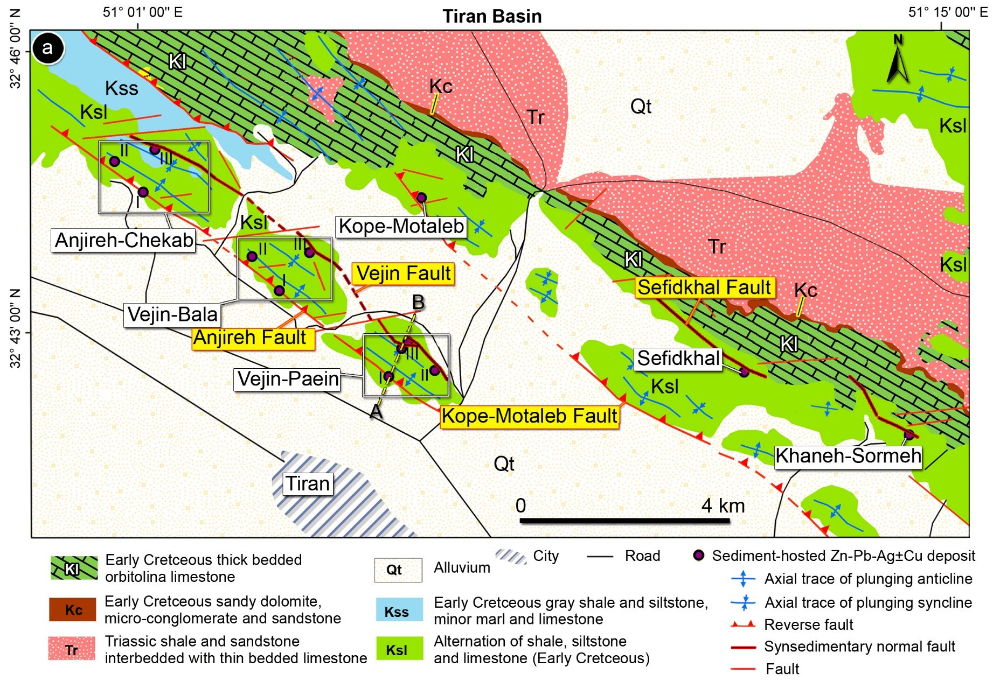 51° 01' 00'' E
Tiran Basin
51° 15' 00'' E
32° 46' 00'' N
32° 43' 00'' N
a
N
Kl
Kss
Ksl
Kc
Tr
Qt
Ksl
Kl
II
III
I
Anjireh-Chekab
Ksl
Kope-Motaleb
II
III
I
Vejin Fault
Tr
Kl
Ksl
Sefidkhal Fault
Kc
Vejin-Bala
B
Anjireh Fault
Kl
III
II
I
Sefidkhal
Vejin-Paein
Ksl
A
Kope-Motaleb Fault
Khaneh-Sormeh
Qt
Tiran
0
4 km
Kl
Early Cretceous thick bedded
orbitolina limestone
Kc
Early Cretceous sandy dolomite,
micro-conglomerate and sandstone
Tr
Triassic shale and sandstone
interbedded with thin bedded limestone
Qt
Alluvium
Kss
Early Cretceous gray shale and siltstone,
minor marl and limestone
Ksl
Alternation of shale, siltstone
and limestone (Early Cretceous)
City
Road
Sediment-hosted Zn-Pb-Ag±Cu deposit
Axial trace of plunging anticline
Axial trace of plunging syncline
Reverse fault
Synsedimentary normal fault
Fault